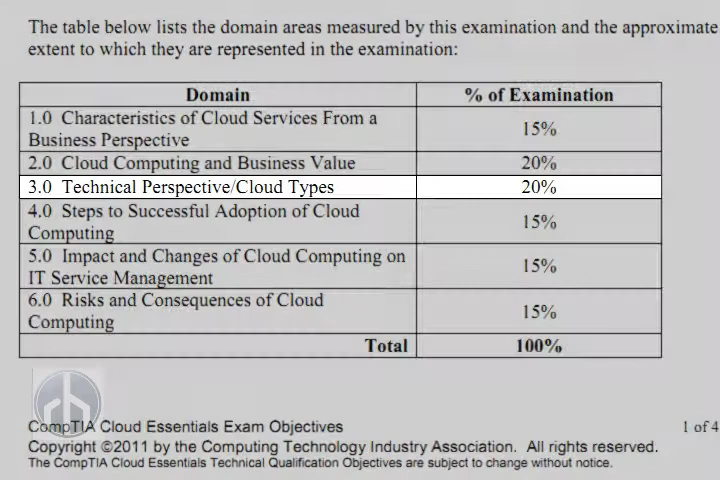 The table below lists the domain areas measured by this examination and the approximate
extent to which they are represented in the examination:
Domain % of Examination
1.0 Characteristics of Cloud Services From a
Business Perspective 15%
2.0 Cloud Computing and Business Value 20%
3.0 Technical Perspective/Cloud Types 20%
4.0 Steps to Successful Adoption of Cloud
Computing 15%
5.0 Impact and Changes of Cloud Computing on
IT Service Management 15%
6.0 Risks and Consequences of Cloud
Computing 15%
Total 100%
CompTIA Cloud Essentials Exam Objectives 1 of 4
Copyright ©2011 by the Computing Technology Industry Association. All rights reserved.
The CompTIA Cloud Essentials Technical Qualification Objectives are subject to change without notice.